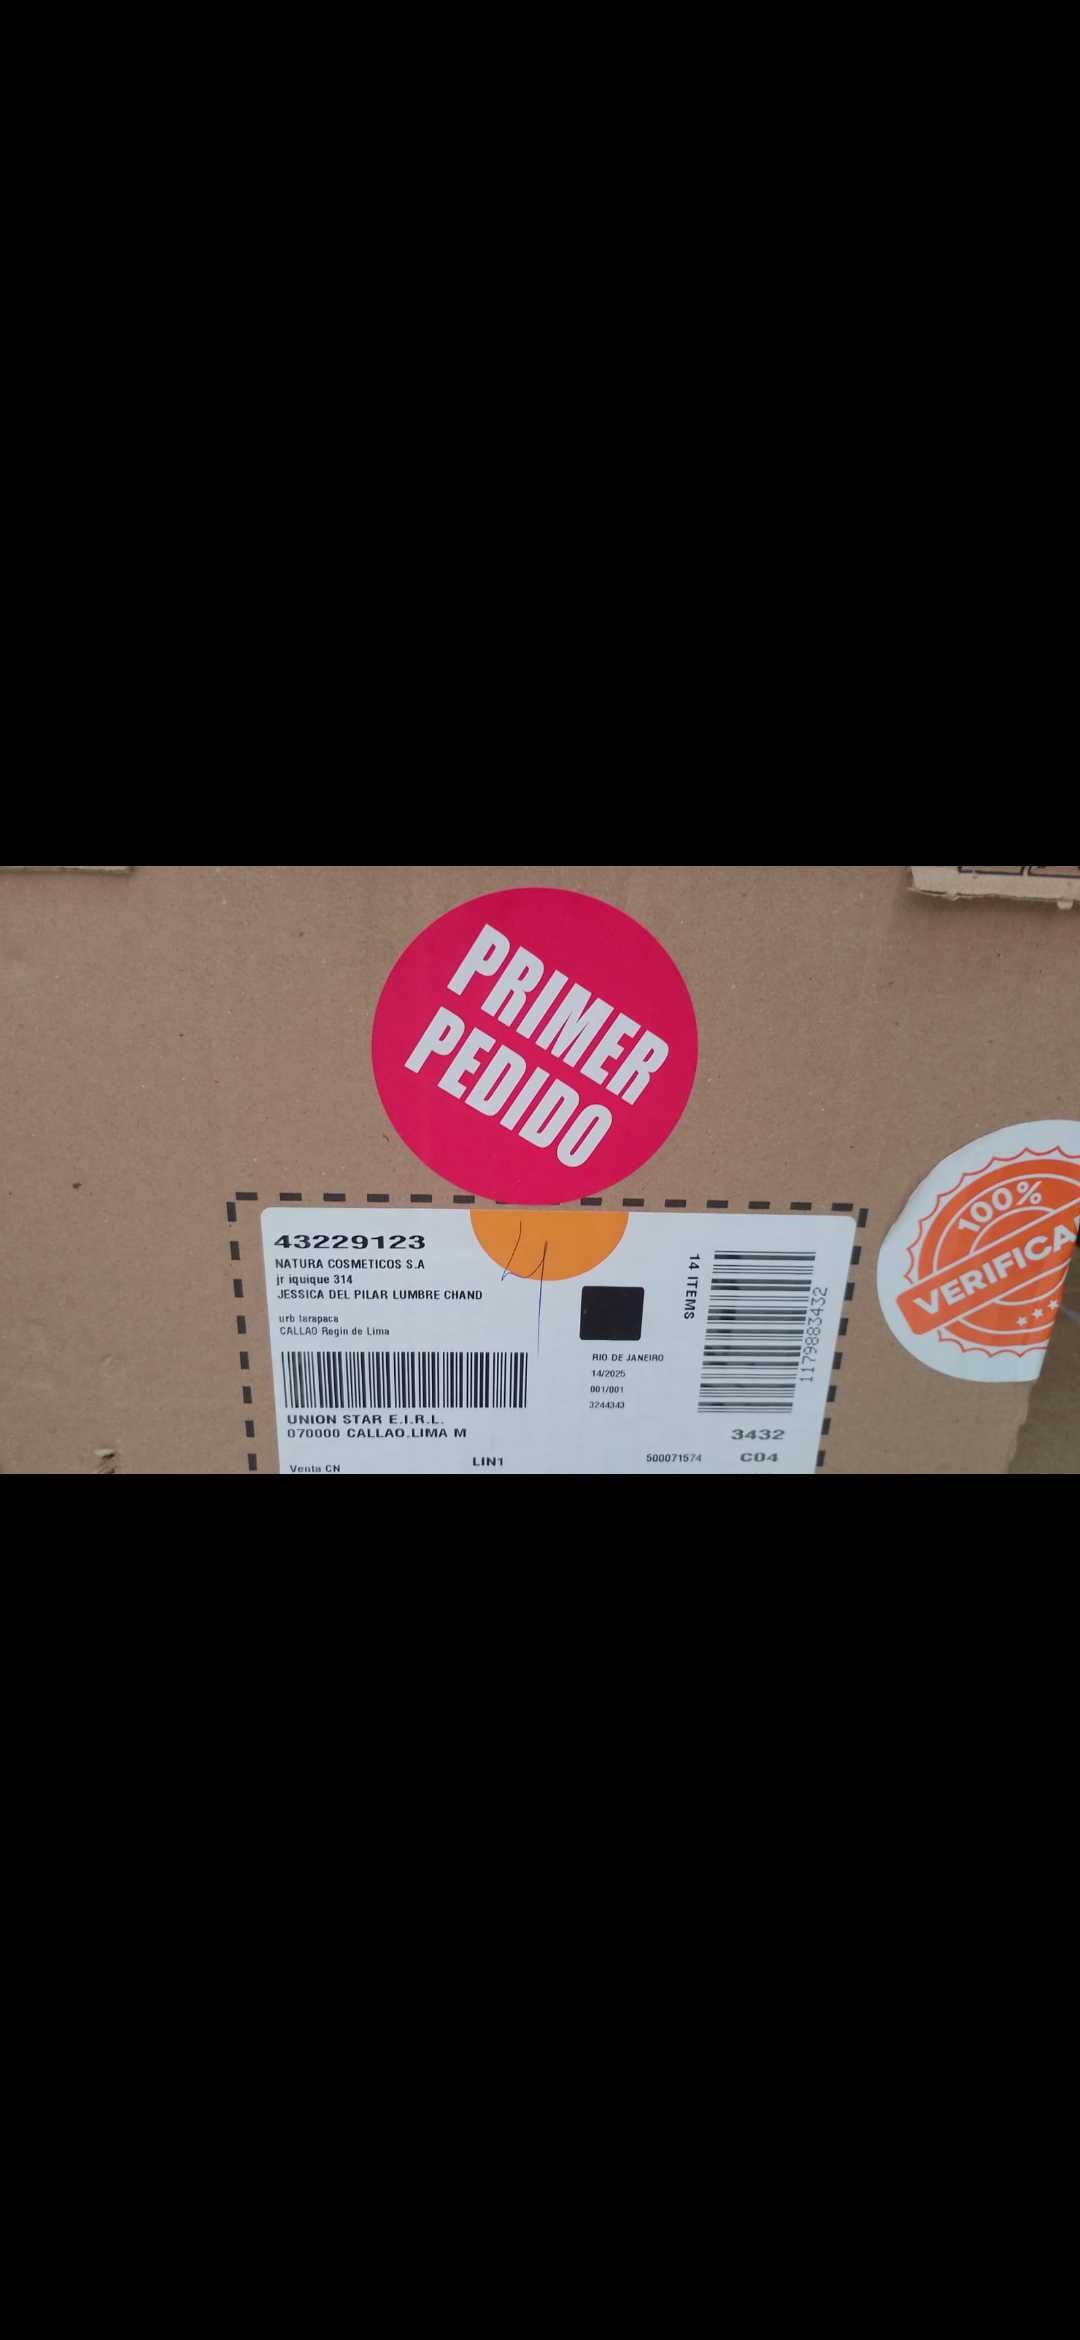 PRIMER
PEDIDO
100%
VERIFICA
43229123
NATURA COSMETICOS S.A
jr iquique 314
JESSICA DEL PILAR LUMBRE CHAND
urb tarapaca
CALLAO Regin de Lima
UNION STAR E.I.R.L.
070000 CALLAO.LIMA M
Venta CN
LIN1
4
RIO DE JANEIRO
14/2025
001/001
3244343
500071574
14 ITEMS
1179883432
3432
C04